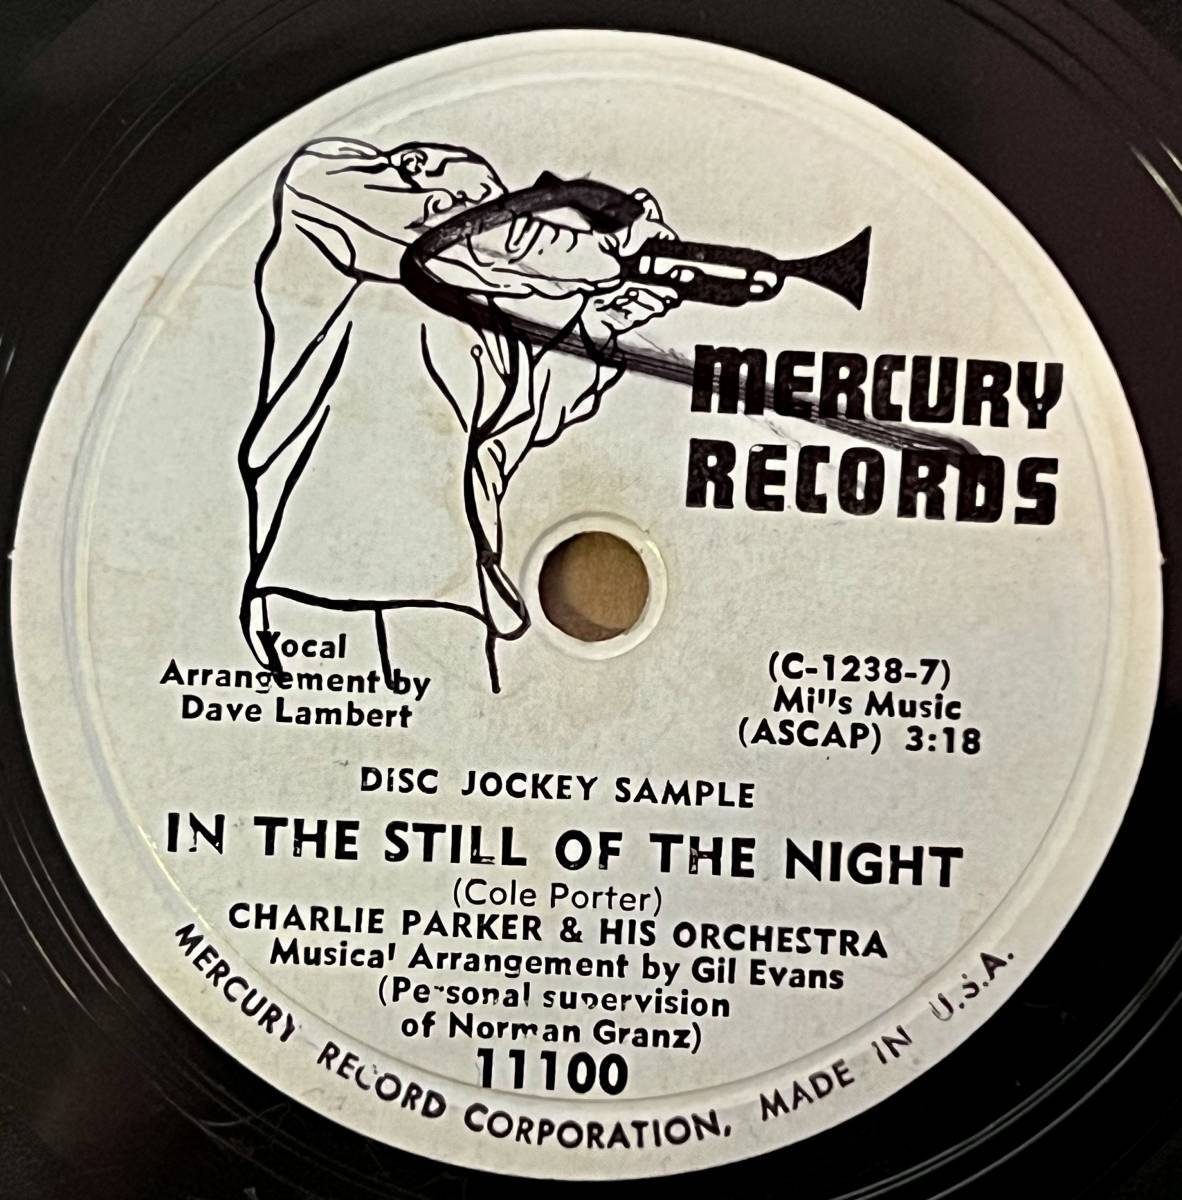 MERCURY
RECORDS
Vocal
Arrangement by
Dave Lambert
(C-1238-7)
Mills Music
(ASCAP) 3:18
DISC JOCKEY SAMPLE
IN THE STILL OF THE NIGHT
(Cole Porter)
CHARLIE PARKER & HIS ORCHESTRA
Musical Arrangement by Gil Evans
(Personal supervision
of Norman Granz)
11100
MERCURY RECORD CORPORATION, MADE IN U.S.A.